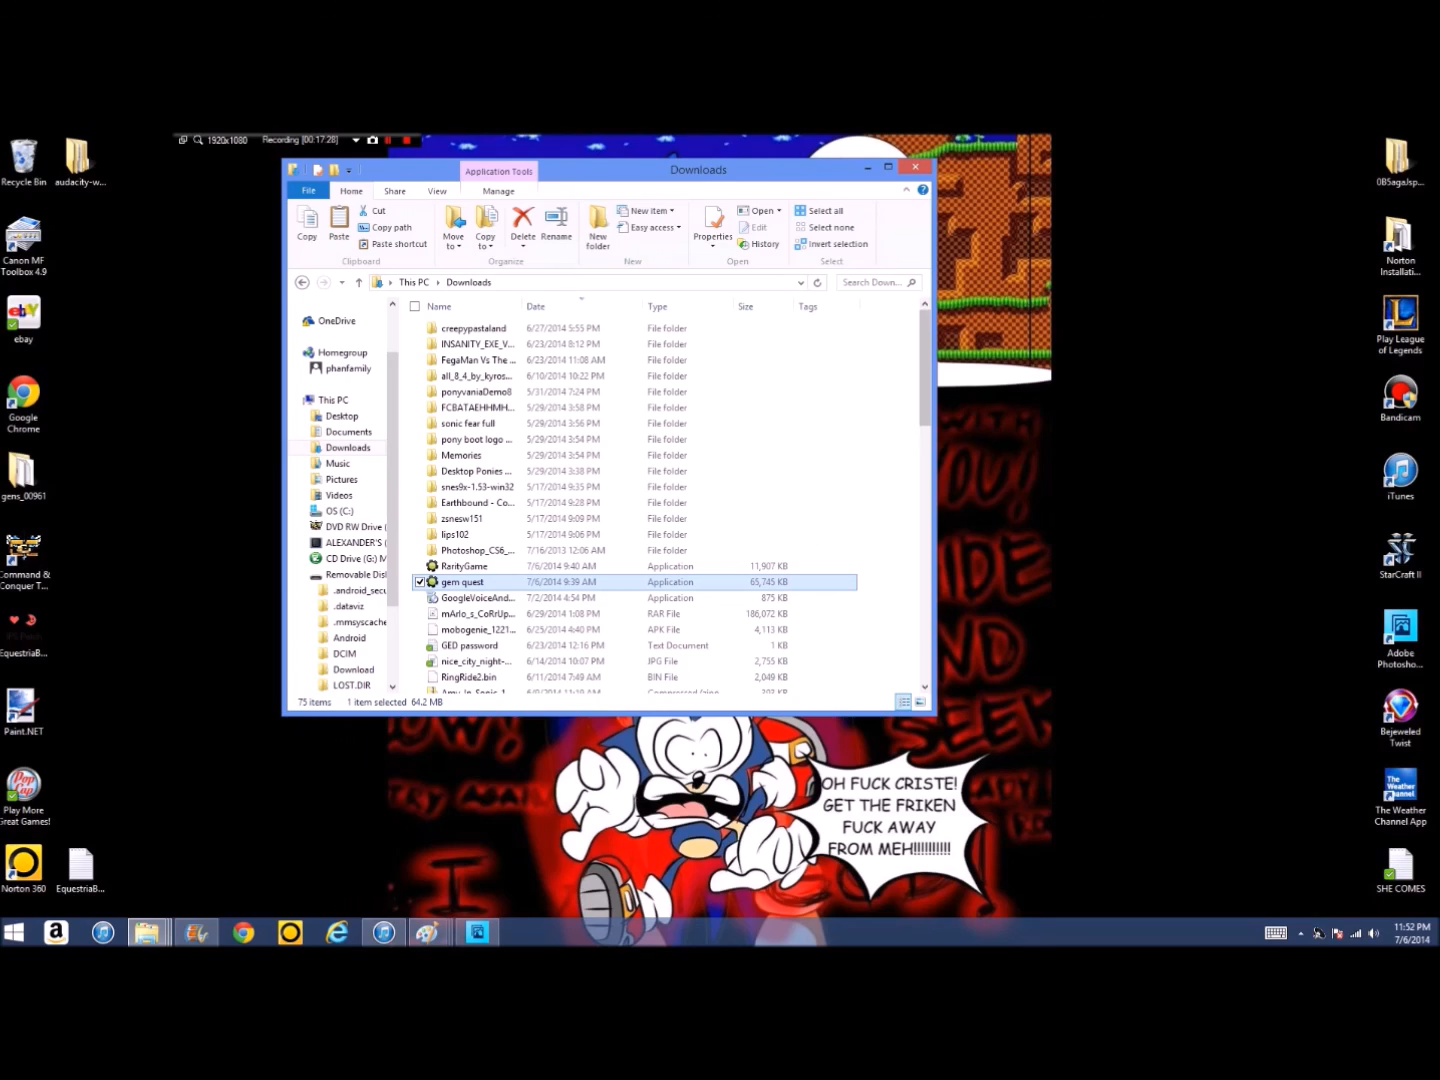 1920x1080 Recording [00:17:28]
Recycle Bin
audacity-w...
Canon MF
Toolbox 4.9
ebay
Google
Chrome
gens_00961
Command &
Conquer T...
EquestriaB...
Paint.NET
Play More
Great Games!
Norton 360
EquestriaB...
Application Tools
Downloads
File Home Share View Manage
Copy
Paste
Cut
Copy path
Paste shortcut
Clipboard
Move
to
Copy
to
Delete
Rename
Organize
New
folder
New item
Easy access
New
Properties
Open
Edit
History
Open
Select all
Select none
Invert selection
Select
This PC Downloads
Search Down...
OneDrive
Homegroup
phanfamily
This PC
Desktop
Documents
Downloads
Music
Pictures
Videos
OS (C:)
DVD RW Drive (
ALEXANDER'S (
CD Drive (G:) M
Removable Disl
.android_secu
.dataviz
.mmsyscache
Android
DCIM
Download
LOST.DIR
Name Date Type Size Tags
creepypastaland 6/27/2014 5:55 PM File folder
INSANITY_EXE_V... 6/23/2014 8:12 PM File folder
FegaMan Vs The ... 6/23/2014 11:08 AM File folder
all_8_4_by_kyros... 6/10/2014 10:22 PM File folder
ponyvaniaDemo8 5/31/2014 7:24 PM File folder
FCBATAEHHMH... 5/29/2014 3:58 PM File folder
sonic fear full 5/29/2014 3:56 PM File folder
pony boot logo ... 5/29/2014 3:54 PM File folder
Memories 5/29/2014 3:54 PM File folder
Desktop Ponies ... 5/29/2014 3:38 PM File folder
snes9x-1.53-win32 5/17/2014 9:35 PM File folder
Earthbound - Co... 5/17/2014 9:28 PM File folder
zsnesw151 5/17/2014 9:09 PM File folder
lips102 5/17/2014 9:06 PM File folder
Photoshop_CS6_... 7/16/2013 12:06 AM File folder
RarityGame 7/6/2014 9:40 AM Application 11,907 KB
gem quest 7/6/2014 9:39 AM Application 65,745 KB
GoogleVoiceAnd... 7/2/2014 4:54 PM Application 875 KB
mArlo_s_CoRrUp... 6/29/2014 1:08 PM RAR File 186,072 KB
mobogenie_1221... 6/25/2014 4:40 PM APK File 4,113 KB
GED password 6/23/2014 12:16 PM Text Document 1 KB
nice_city_night-... 6/14/2014 10:07 PM JPG File 2,755 KB
RingRide2.bin 6/11/2014 7:49 AM BIN File 2,049 KB
75 items 1 item selected 64.2 MB
WITH
YOU!
AND
SEEK
I
OH FUCK CRISTE!
GET THE FRIKEN
FUCK AWAY
FROM MEH!!!!!!!!!!
Norton
Installati...
Play League
of Legends
Bandicam
iTunes
StarCraft II
Adobe
Photosho...
Bejeweled
Twist
The
Weather
Channel
The Weather
Channel App
SHE COMES
11:52 PM
7/6/2014